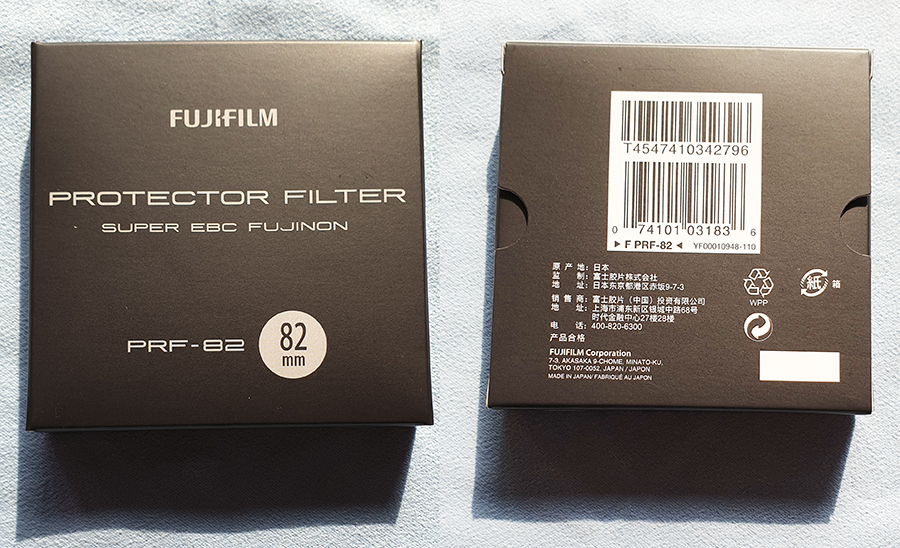 FUJIFILM
PROTECTOR FILTER
SUPER EBC FUJINON
PRF-82
82
mm
T4547410342796
0 74101 03183 6
▶ F PRF-82 ◀ YF00010948-110
原产地：日本
监制：富士胶片株式会社
地址：日本东京都港区赤坂9-7-3
销售商：富士胶片（中国）投资有限公司
地址：上海市浦东新区银城中路68号
时代金融中心27楼28楼
电话：400-820-6300
产品合格
FUJIFILM Corporation
7-3, AKASAKA 9-CHOME, MINATO-KU,
TOKYO 107-0052, JAPAN / JAPON
MADE IN JAPAN/ FABRIQUÉ AU JAPON
WPP
紙 箱